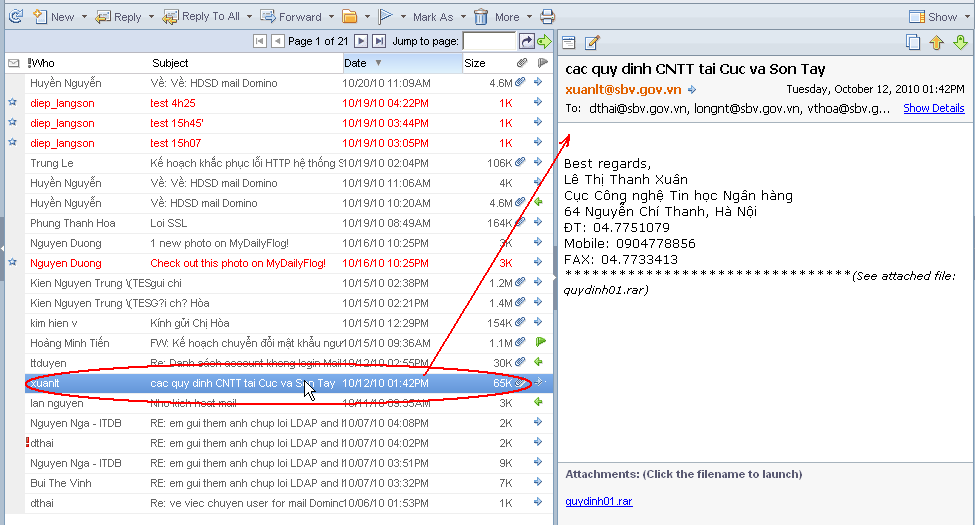 New Reply Reply To All Forward Mark As More Show
Page 1 of 21 Jump to page:
!Who Subject Date Size
Huyền Nguyễn Về: Về: HDSD mail Domino 10/20/10 11:09AM 4.6M
diep_langson test 4h25 10/19/10 04:22PM 1K
diep_langson test 15h45' 10/19/10 03:44PM 1K
diep_langson test 15h07 10/19/10 03:05PM 1K
Trung Le Kế hoạch khắc phục lỗi HTTP hệ thống S 10/19/10 02:04PM 106K
Huyền Nguyễn Về: Về: HDSD mail Domino 10/19/10 11:06AM 4K
Huyền Nguyễn Về: HDSD mail Domino 10/19/10 10:20AM 4.6M
Phung Thanh Hoa Loi SSL 10/19/10 08:49AM 164K
Nguyen Duong 1 new photo on MyDailyFlog! 10/16/10 10:25PM 3K
Nguyen Duong Check out this photo on MyDailyFlog! 10/16/10 10:25PM 3K
Kien Nguyen Trung \(TES gui chi 10/15/10 02:38PM 1.2M
Kien Nguyen Trung \(TES G?i ch? Hòa 10/15/10 02:21PM 1.4M
kim hien v Kính gửi Chị Hòa 10/15/10 12:29PM 154K
Hoàng Minh Tiến FW: Kế hoạch chuyển đổi mật khẩu ngu 10/15/10 09:36AM 1.1M
ttduyen Re: Danh sách account khong login Mail 10/12/10 02:55PM 30K
xuanlt cac quy dinh CNTT tai Cuc va Son Tay 10/12/10 01:42PM 65K
lan nguyen Nho kich hoat mail 10/11/10 09:35AM 3K
Nguyen Nga - ITDB RE: em gui them anh chup loi LDAP and 10/07/10 04:08PM 2K
!dthai RE: em gui them anh chup loi LDAP and 10/07/10 04:02PM 2K
Nguyen Nga - ITDB RE: em gui them anh chup loi LDAP and 10/07/10 03:51PM 9K
Bui The Vinh RE: em gui them anh chup loi LDAP and 10/07/10 03:32PM 7K
dthai Re: ve viec chuyen user for mail Domino 10/06/10 01:53PM 1K
cac quy dinh CNTT tai Cuc va Son Tay
xuanlt@sbv.gov.vn Tuesday, October 12, 2010 01:42PM
To: dthai@sbv.gov.vn, longnt@sbv.gov.vn, vthoa@sbv.g... Show Details
Best regards,
Lê Thị Thanh Xuân
Cục Công nghệ Tin học Ngân hàng
64 Nguyễn Chí Thanh, Hà Nội
ĐT: 04.7751079
Mobile: 0904778856
FAX: 04.7733413
********************************(See attached file:
quydinh01.rar)
Attachments: (Click the filename to launch)
quydinh01.rar